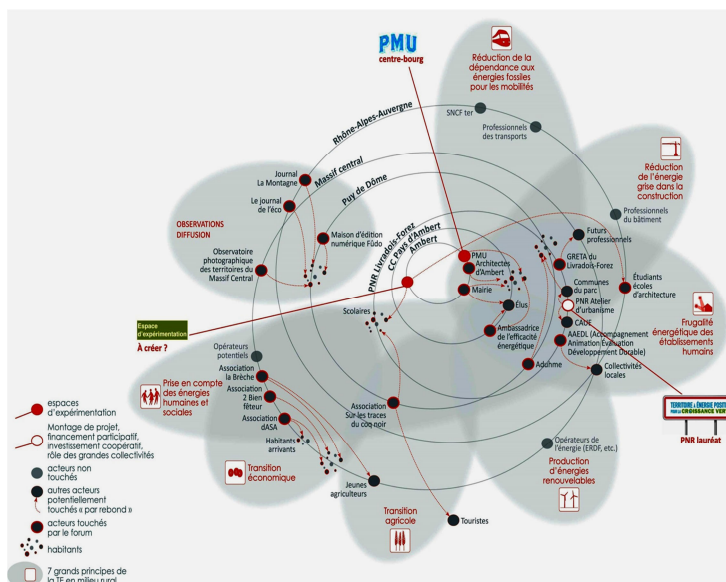 PMU
centre-bourg
Réduction de la
dépendance aux
énergies fossiles
pour les mobilités
SNCF ter
Professionnels
des transports
Rhône-Alpes-Auvergne
Massif central
Puy de Dôme
PNR Livradois-Forez
CC Pays d'Ambert
Ambert
Réduction
de l'énergie
grise dans la
construction
Professionnels
du bâtiment
Journal
La Montagne
Le journal
de l'éco
OBSERVATIONS
DIFFUSION
Maison d'édition
numérique Fûdo
Observatoire
photographique
des territoires du
Massif Central
Futurs
professionnels
PMU
Architectes
d'Ambert
Mairie
Élus
GRETA du
Livradois-Forez
Communes
du parc
PNR Atelier
d'urbanisme
CAUE
AAEDL (Accompagnement
Animation Évaluation
Développement Durable)
Étudiants
écoles
d'architecture
Frugalité
énergétique des
établissements
humains
Scolaires
Ambassadrice
de l'efficacité
énergétique
Aduhme
Collectivités
locales
Espace
d'expérimentation
À créer ?
Opérateurs
potentiels
Association
la Brèche
Association
2 Bien
fêteur
Association
dASA
Habitants
arrivants
Prise en compte
des énergies
humaines et
sociales
Association
Sur les traces
du coq noir
TERRITOIRE à ÉNERGIE POSITIVE
POUR LA CROISSANCE VERTE
PNR lauréat
Opérateurs de
l'énergie (ERDF, etc.)
Production
d'énergies
renouvelables
Transition
économique
Jeunes
agriculteurs
Transition
agricole
Touristes
espaces
d'expérimentation
Montage de projet,
financement participatif,
investissement coopératif,
rôle des grandes collectivités
acteurs non
touchés
autres acteurs
potentiellement
touchés « par rebond »
acteurs touchés
par le forum
habitants
7 grands principes de
la TE en milieu rural